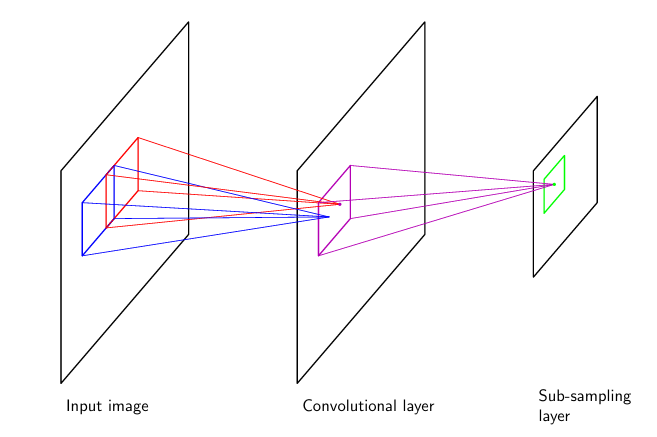 Input image
Convolutional layer
Sub-sampling
layer